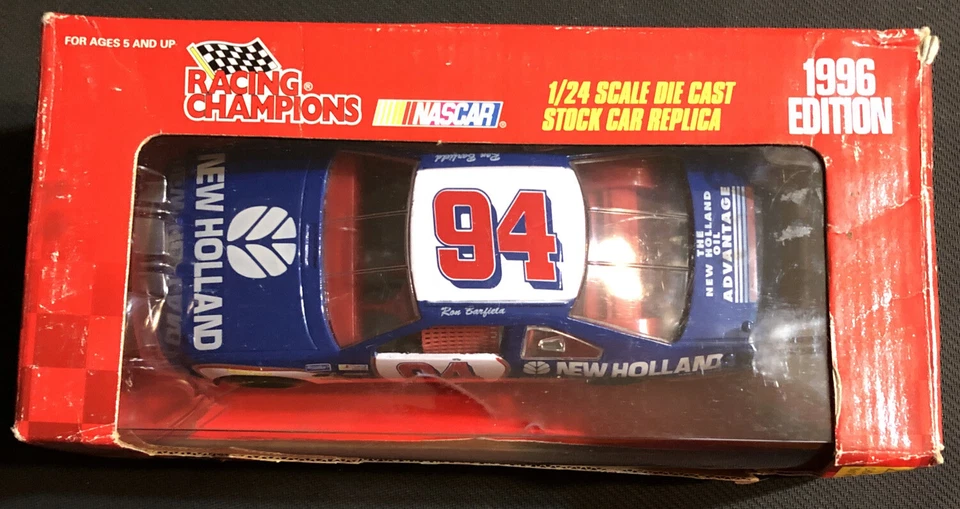 FOR AGES 5 AND UP
RACING®
CHAMPIONS
NASCAR®
1/24 SCALE DIE CAST
STOCK CAR REPLICA
1996
EDITION
NEW HOLLAND
Ron Barfield
94
Ron Barfield
THE
NEW HOLLAND
OIL
ADVANTAGE
94
NEW HOLLAND